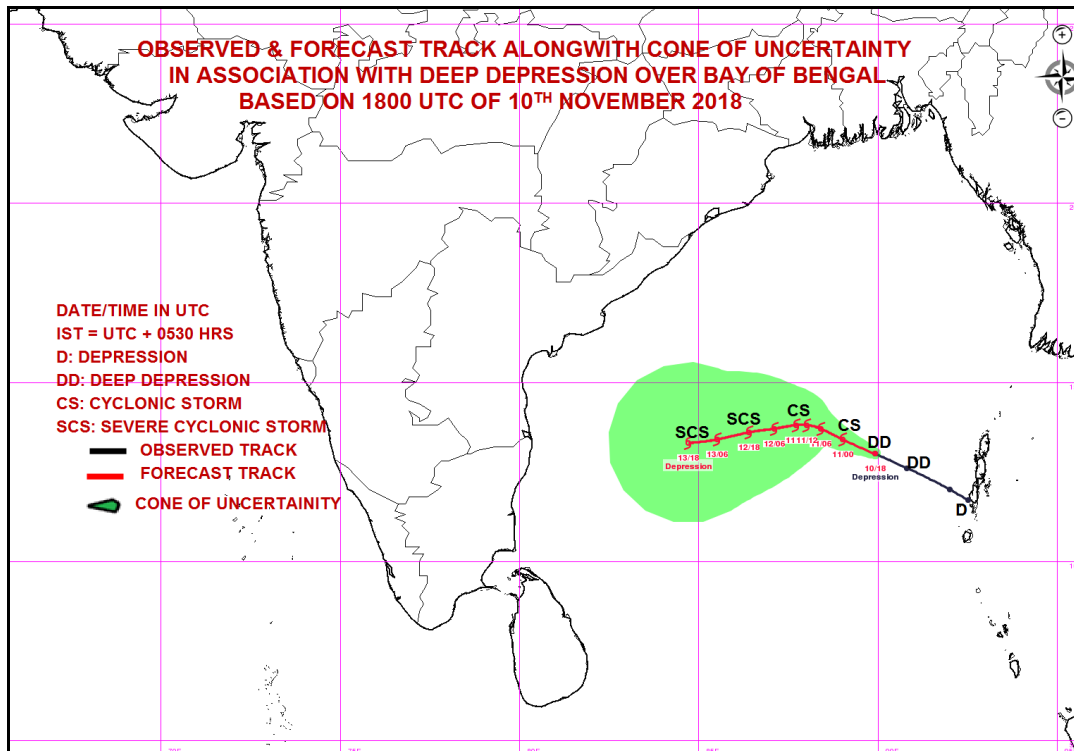 OBSERVED & FORECAST TRACK ALONGWITH CONE OF UNCERTAINTY
IN ASSOCIATION WITH DEEP DEPRESSION OVER BAY OF BENGAL
BASED ON 1800 UTC OF 10TH NOVEMBER 2018
DATE/TIME IN UTC
IST = UTC + 0530 HRS
D: DEPRESSION
DD: DEEP DEPRESSION
CS: CYCLONIC STORM
SCS: SEVERE CYCLONIC STORM
OBSERVED TRACK
FORECAST TRACK
CONE OF UNCERTAINITY
SCS
SCS
CS
CS
DD
DD
D
13/18
Depression
13/06
12/18
12/06
11/12
11/06
11/00
10/18
Depression